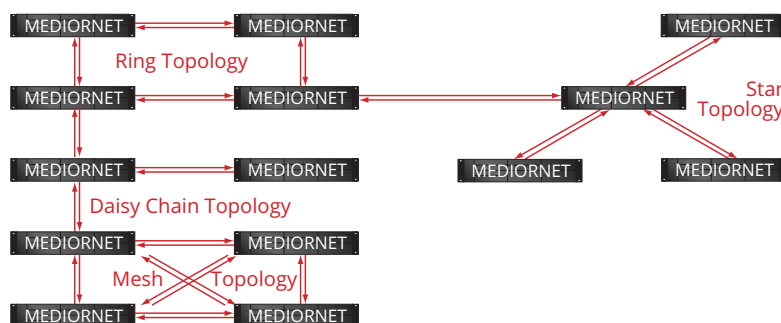 MEDIORNET MEDIORNET MEDIORNET
Ring Topology
MEDIORNET MEDIORNET MEDIORNET
Star
Topology
MEDIORNET MEDIORNET MEDIORNET MEDIORNET
Daisy Chain Topology
MEDIORNET MEDIORNET
Mesh Topology
MEDIORNET MEDIORNET